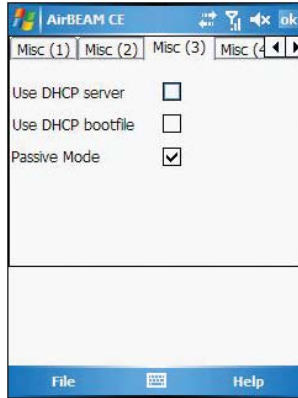 AirBEAM CE ok
Misc (1) Misc (2) Misc (3) Misc (4
Use DHCP server
Use DHCP bootfile
Passive Mode
File Help